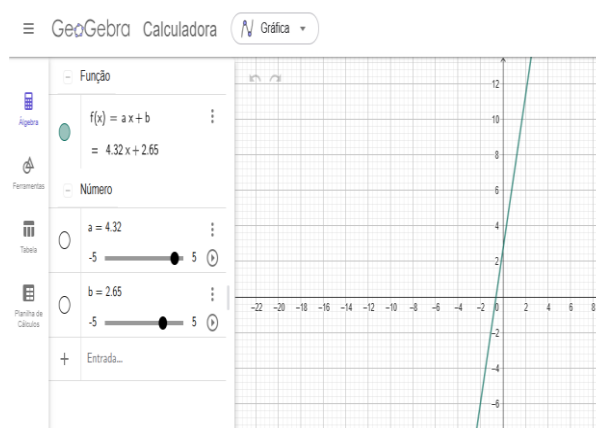 GeoGebra Calculadora Gráfica
Função
f(x) = a x + b
= 4.32 x + 2.65
Número
a = 4.32
-5 5
b = 2.65
-5 5
+ Entrada...
Álgebra
Ferramentas
Tabela
Planilha de
Cálculos
12
10
8
6
4
2
-22 -20 -18 -16 -14 -12 -10 -8 -6 -4 -2 0 2 4 6 8
-2
-4
-6